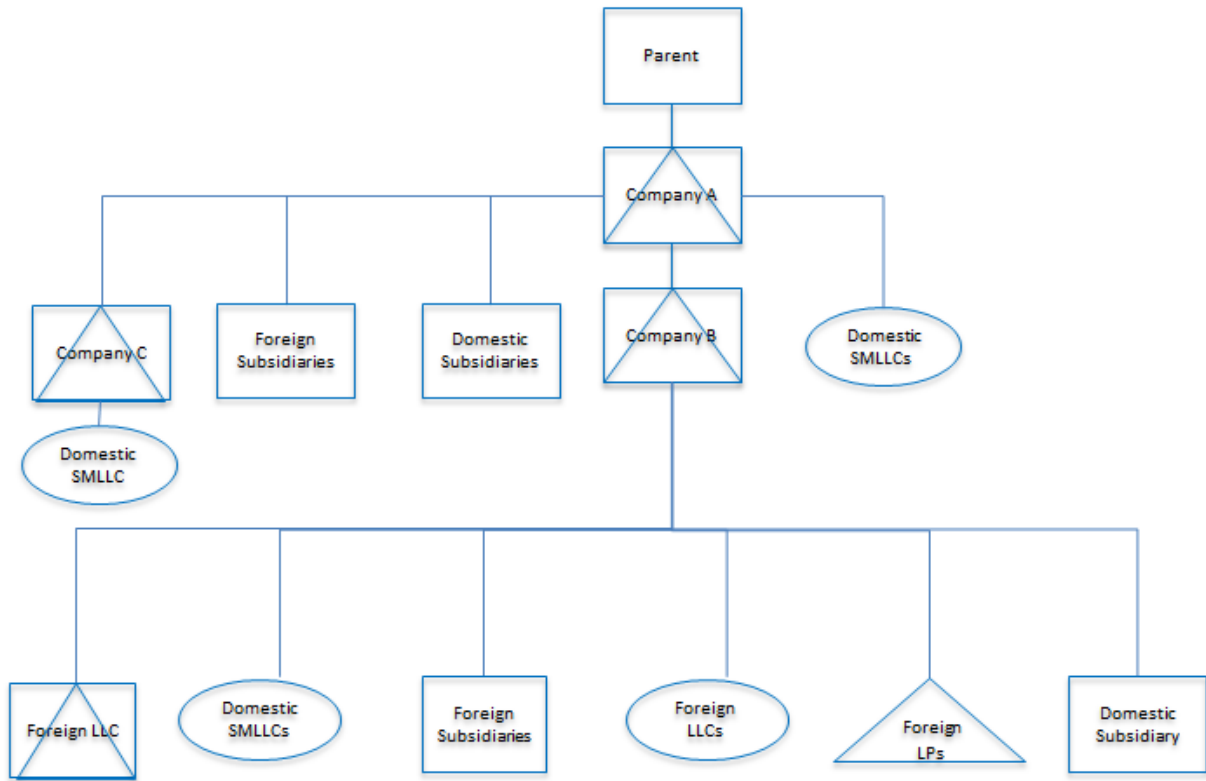 Parent
Company A
Company C
Foreign
Subsidiaries
Domestic
Subsidiaries
Company B
Domestic
SMLLCs
Domestic
SMLLC
Foreign LLC
Domestic
SMLLCs
Foreign
Subsidiaries
Foreign
LLCs
Foreign
LPs
Domestic
Subsidiary